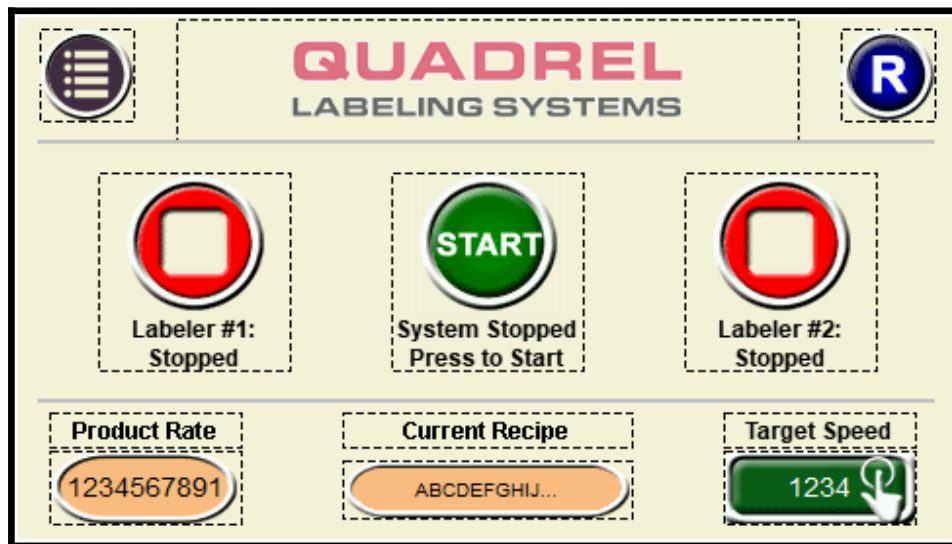 QUADREL
LABELING SYSTEMS
R
START
Labeler #1:
Stopped
System Stopped
Press to Start
Labeler #2:
Stopped
Product Rate
Current Recipe
Target Speed
1234567891
ABCDEFGHIJ...
1234